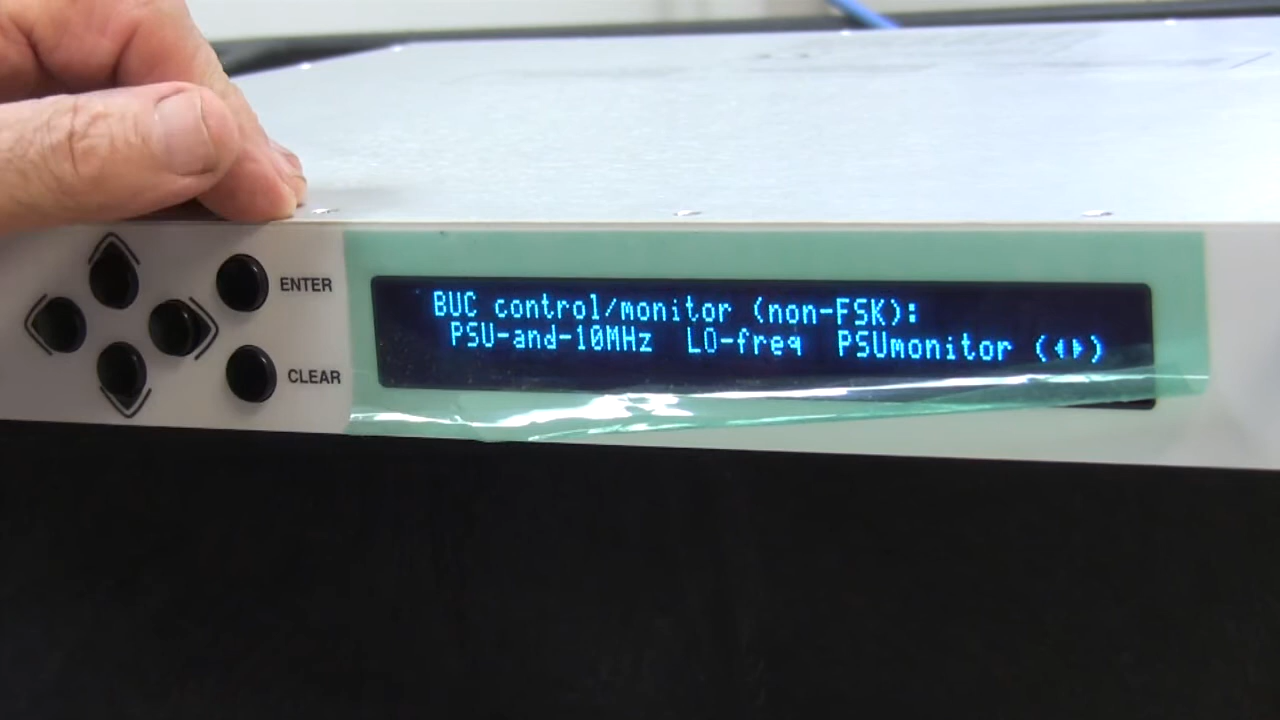 ENTER
CLEAR
BUC control/monitor (non-FSK):
PSU-and-10MHz LO-freq PSUmonitor (◂▸)